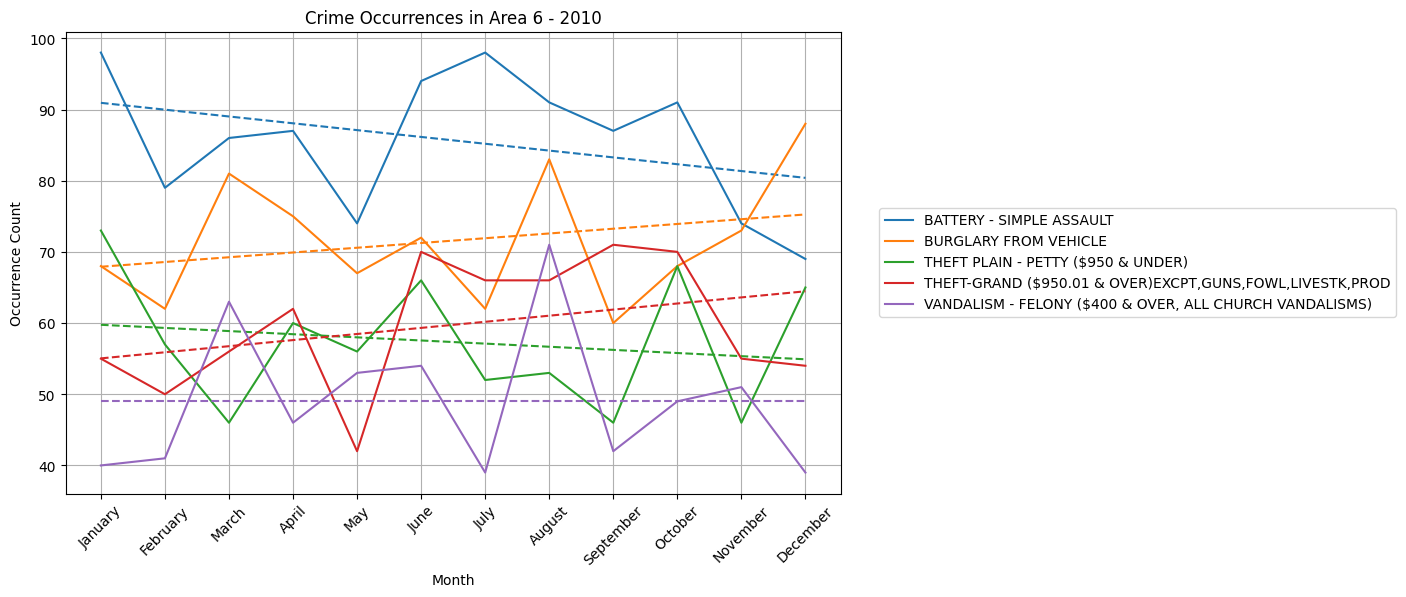 Crime Occurrences in Area 6 - 2010
Occurrence Count
100
90
80
70
60
50
40
January
February
March
April
May
June
July
August
September
October
November
December
Month
BATTERY - SIMPLE ASSAULT
BURGLARY FROM VEHICLE
THEFT PLAIN - PETTY ($950 & UNDER)
THEFT-GRAND ($950.01 & OVER)EXCPT,GUNS,FOWL,LIVESTK,PROD
VANDALISM - FELONY ($400 & OVER, ALL CHURCH VANDALISMS)